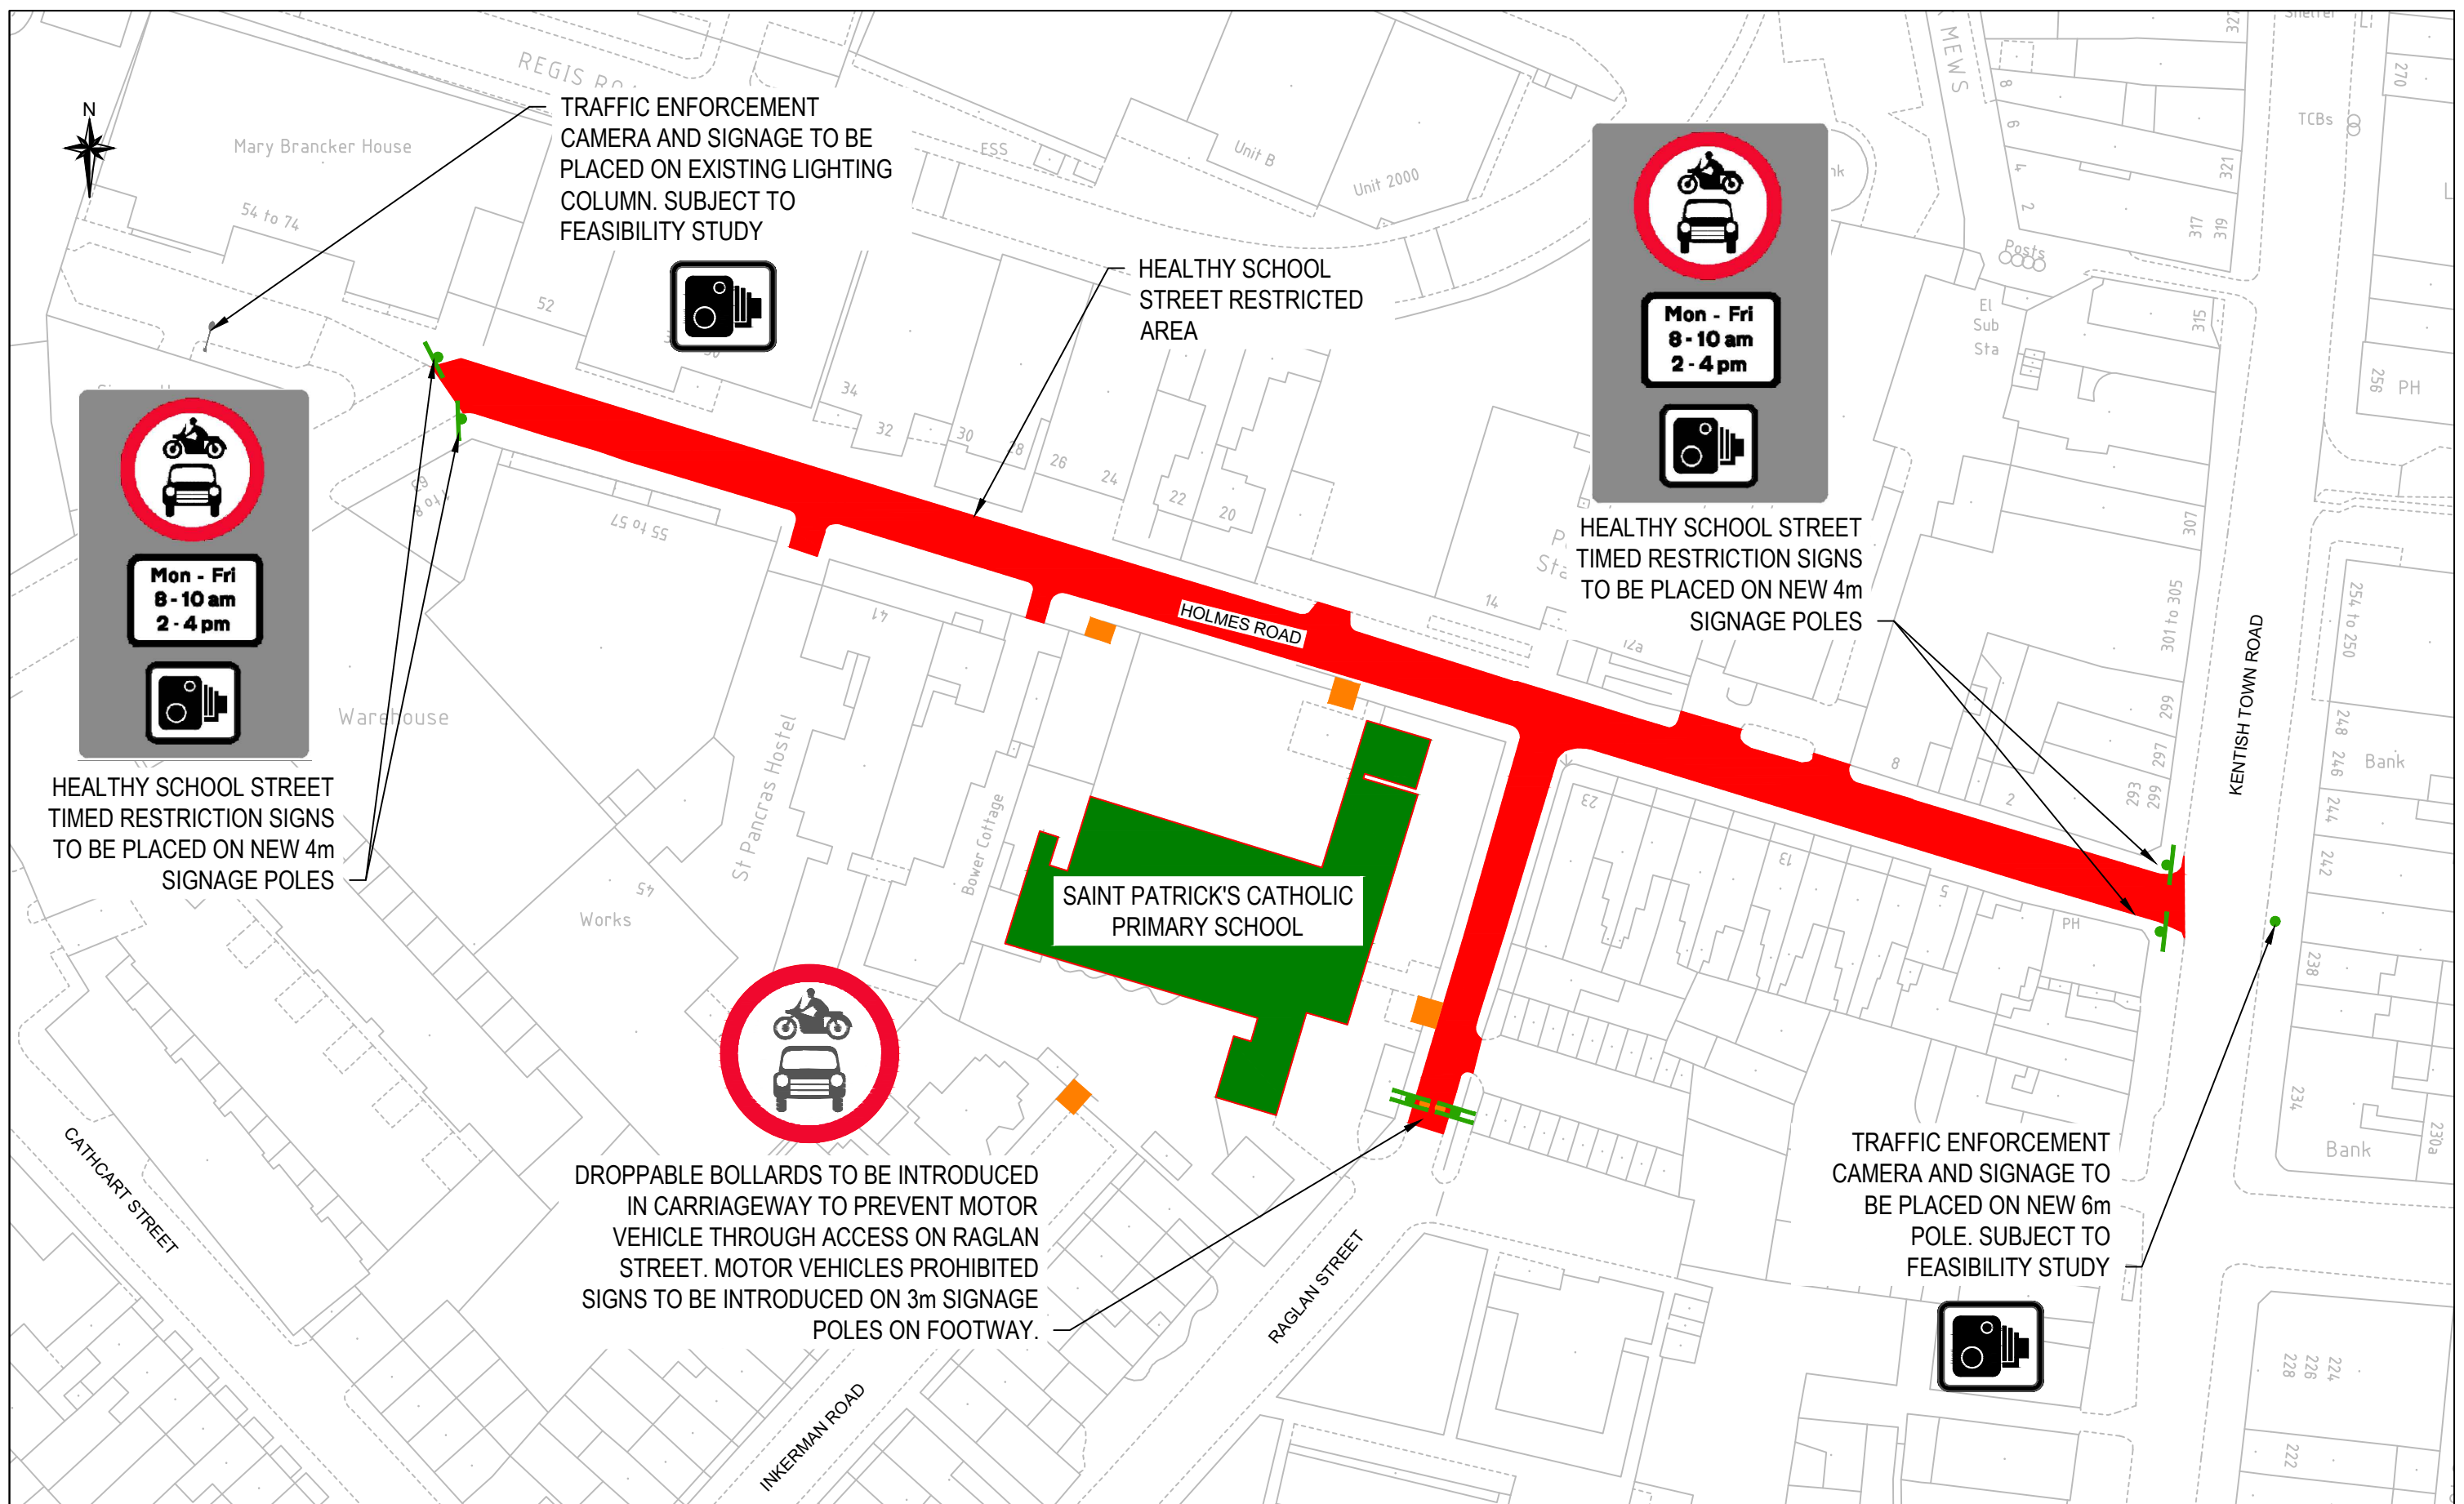 N
REGIS RO
Mary Brancker House
54 to 74
TRAFFIC ENFORCEMENT
CAMERA AND SIGNAGE TO BE
PLACED ON EXISTING LIGHTING
COLUMN. SUBJECT TO
FEASIBILITY STUDY
ESS
Unit B
Unit 2000
MEWS
8
6
4
2
321
317
319
TCBs
270
Posts
El
Sub
Sta
315
256
PH
HEALTHY SCHOOL
STREET RESTRICTED
AREA
Mon - Fri
8 - 10 am
2 - 4 pm
HEALTHY SCHOOL STREET
TIMED RESTRICTION SIGNS
TO BE PLACED ON NEW 4m
SIGNAGE POLES
52
34
32
30
28
26
24
22
20
14
12a
307
301 to 305
299
297
293
299
254 to 250
248
246
Bank
244
242
238
234
230a
Bank
KENTISH TOWN ROAD
Mon - Fri
8 - 10 am
2 - 4 pm
HEALTHY SCHOOL STREET
TIMED RESTRICTION SIGNS
TO BE PLACED ON NEW 4m
SIGNAGE POLES
55 to 57
41
HOLMES ROAD
Warehouse
St Pancras Hostel
Bower Cottage
45
Works
23
13
5
8
2
PH
SAINT PATRICK'S CATHOLIC
PRIMARY SCHOOL
DROPPABLE BOLLARDS TO BE INTRODUCED
IN CARRIAGEWAY TO PREVENT MOTOR
VEHICLE THROUGH ACCESS ON RAGLAN
STREET. MOTOR VEHICLES PROHIBITED
SIGNS TO BE INTRODUCED ON 3m SIGNAGE
POLES ON FOOTWAY.
TRAFFIC ENFORCEMENT
CAMERA AND SIGNAGE TO
BE PLACED ON NEW 6m
POLE. SUBJECT TO
FEASIBILITY STUDY
CATHCART STREET
INKERMAN ROAD
RAGLAN STREET
228
226
224
222